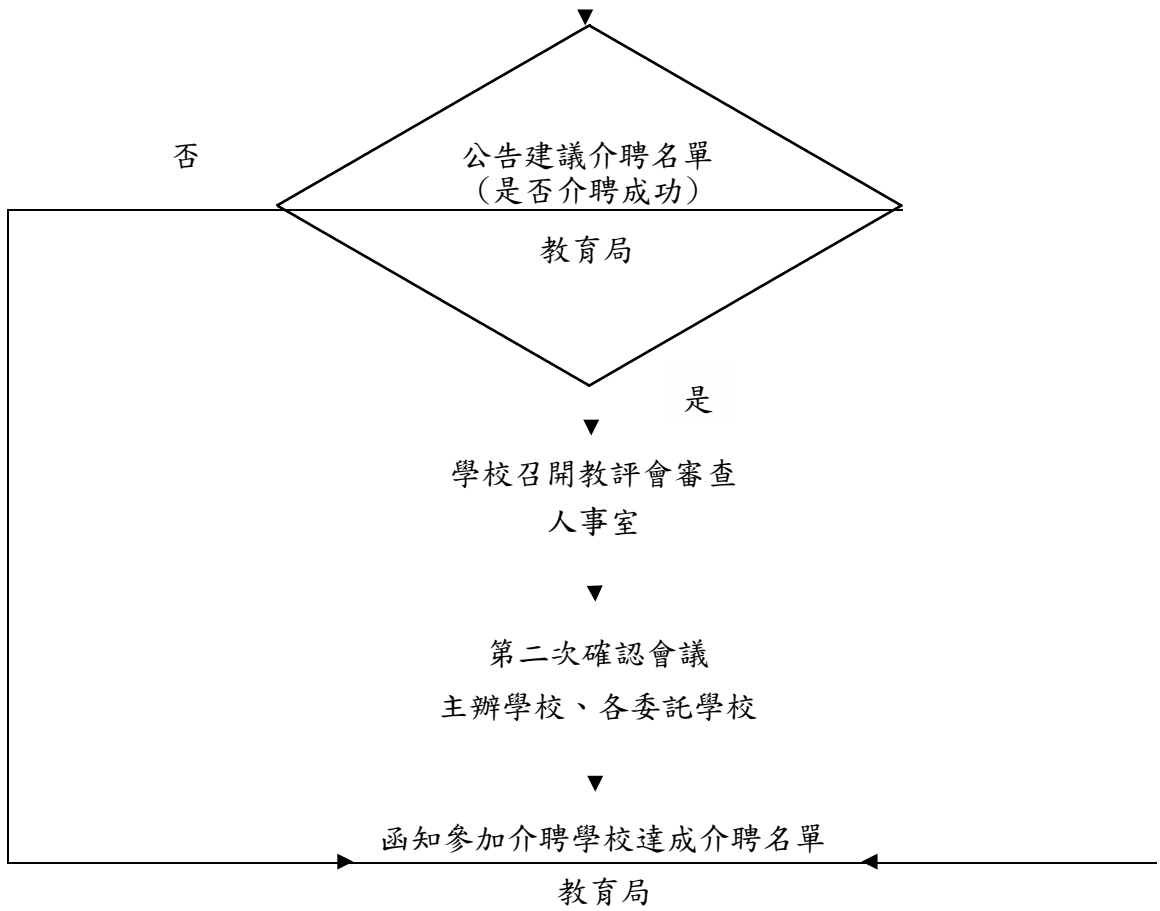 否
公告建議介聘名單
（是否介聘成功）
教育局
是
學校召開教評會審查
人事室
第二次確認會議
主辦學校、各委託學校
函知參加介聘學校達成介聘名單
教育局